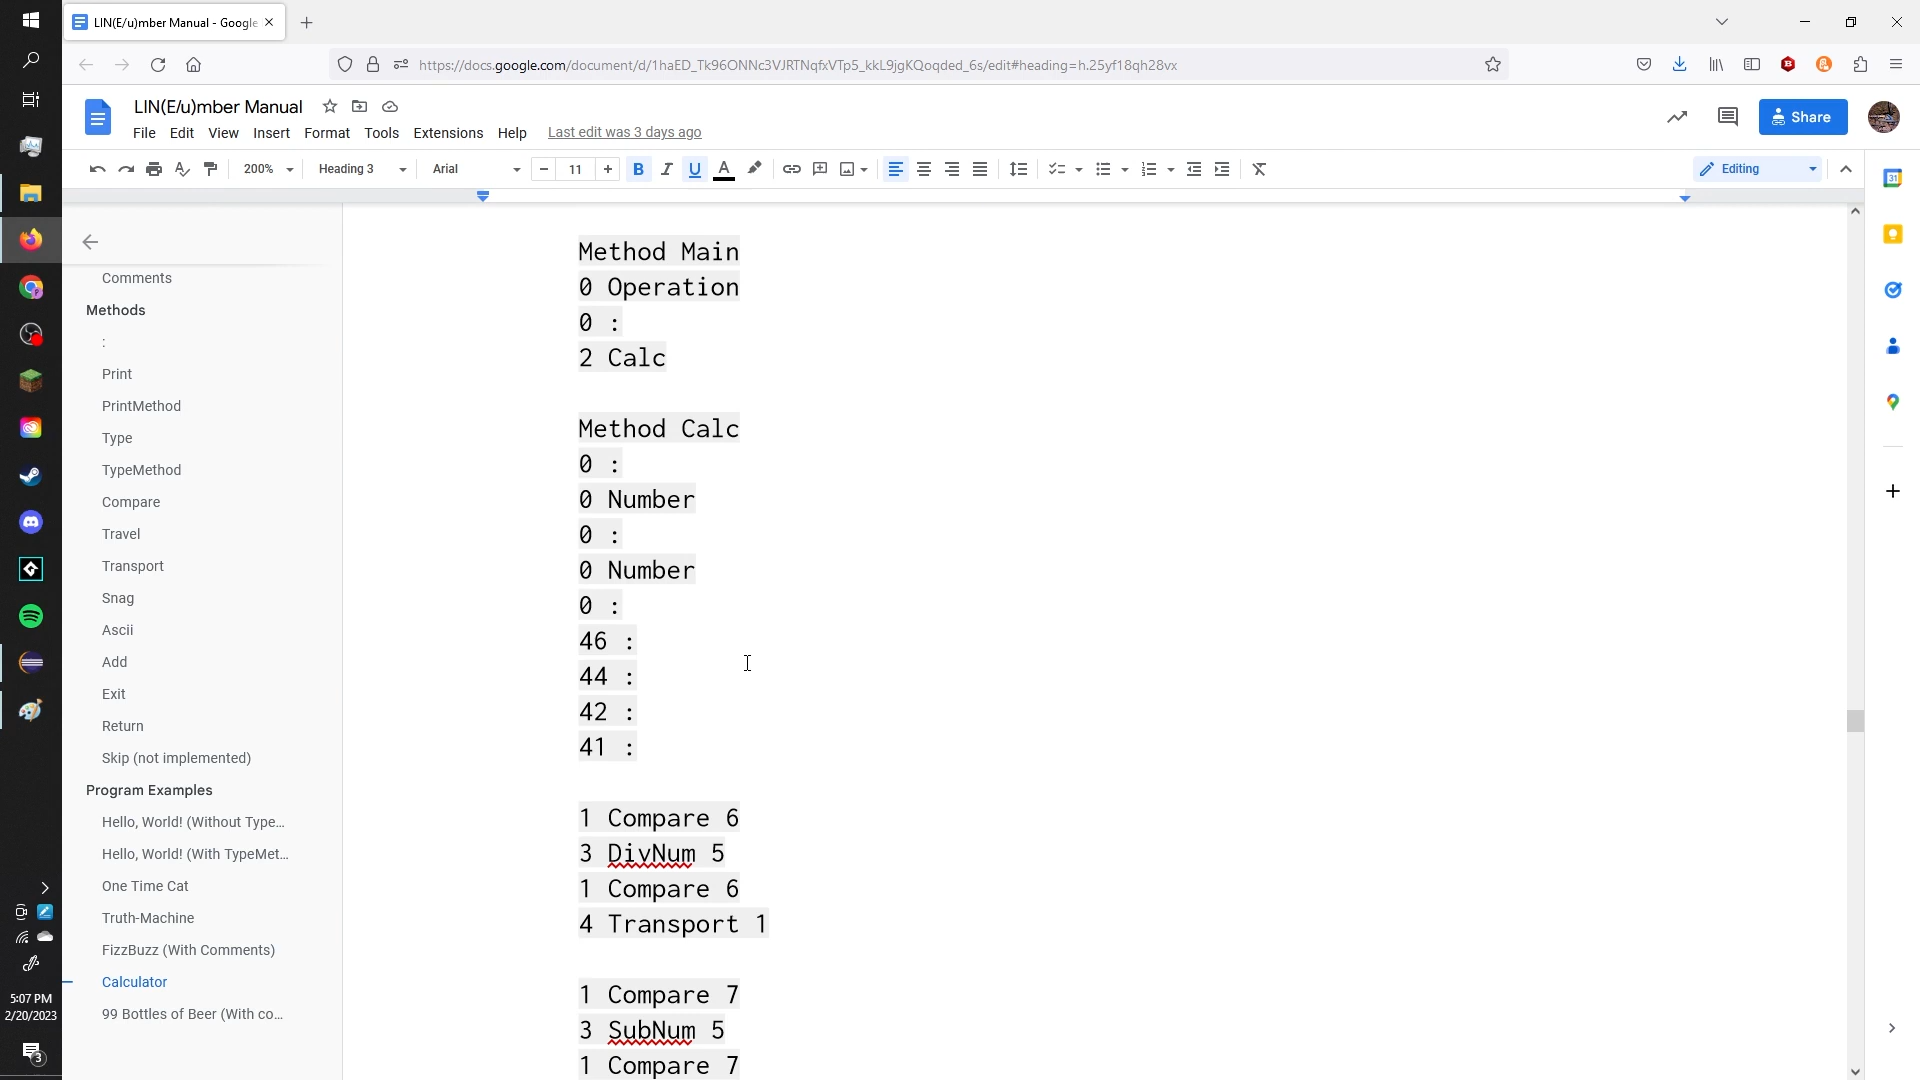 LIN(E/u)mber Manual - Google
https://docs.google.com/document/d/1haED_Tk96ONNc3VJRTNqfxVTp5_kkL9jgKQoqded_6s/edit#heading=h.25yf18qh28vx
LIN(E/u)mber Manual
File Edit View Insert Format Tools Extensions Help Last edit was 3 days ago
Share
200% Heading 3 Arial 11 B I U A Editing
31
Comments
Methods
:
Print
PrintMethod
Type
TypeMethod
Compare
Travel
Transport
Snag
Ascii
Add
Exit
Return
Skip (not implemented)
Program Examples
Hello, World! (Without Type...
Hello, World! (With TypeMet...
One Time Cat
Truth-Machine
FizzBuzz (With Comments)
Calculator
99 Bottles of Beer (With co...
Method Main
0 Operation
0 :
2 Calc
Method Calc
0 :
0 Number
0 :
0 Number
0 :
46 :
44 :
42 :
41 :
1 Compare 6
3 DivNum 5
1 Compare 6
4 Transport 1
1 Compare 7
3 SubNum 5
1 Compare 7
5:07 PM
2/20/2023
3